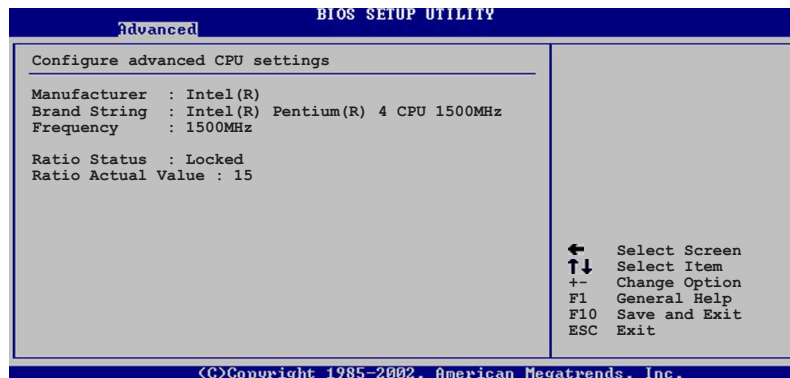 BIOS SETUP UTILITY
Advanced
Configure advanced CPU settings
Manufacturer : Intel(R)
Brand String : Intel(R) Pentium(R) 4 CPU 1500MHz
Frequency : 1500MHz
Ratio Status : Locked
Ratio Actual Value : 15
← Select Screen
↑↓ Select Item
+- Change Option
F1 General Help
F10 Save and Exit
ESC Exit
(C)Copyright 1985-2002, American Megatrends, Inc.